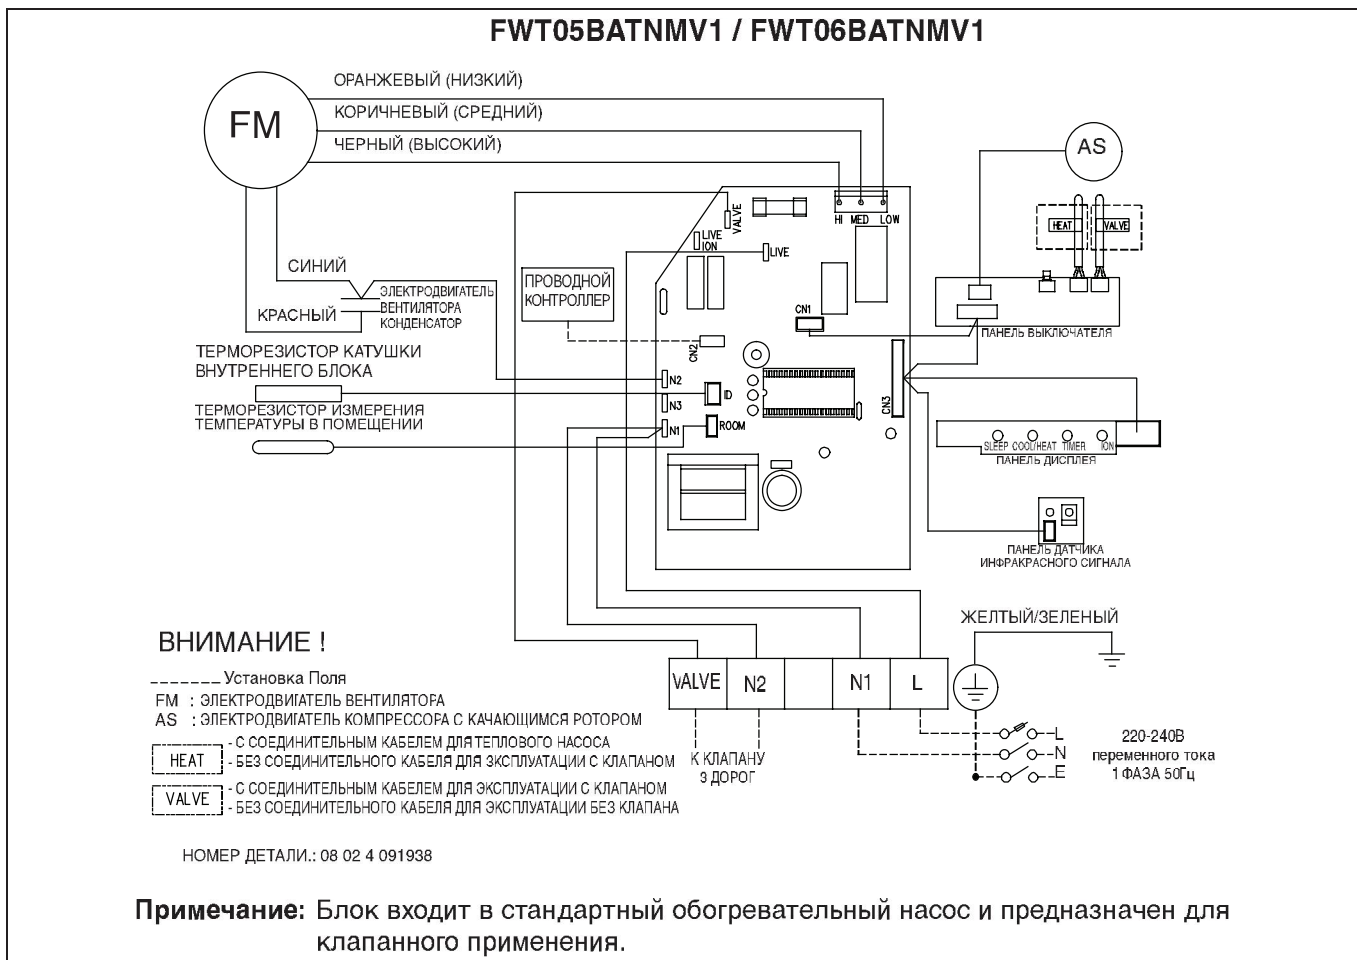 FWT05BATNMV1 / FWT06BATNMV1
FM
ОРАНЖЕВЫЙ (НИЗКИЙ)
КОРИЧНЕВЫЙ (СРЕДНИЙ)
ЧЕРНЫЙ (ВЫСОКИЙ)
AS
HEAT
VALVE
VALVE
HI MED LOW
LIVE
ION
LIVE
СИНИЙ
ЭЛЕКТРОДВИГАТЕЛЬ
ВЕНТИЛЯТОРА
КОНДЕНСАТОР
КРАСНЫЙ
ПРОВОДНОЙ
КОНТРОЛЛЕР
CN1
ПАНЕЛЬ ВЫКЛЮЧАТЕЛЯ
CN2
ТЕРМОРЕЗИСТОР КАТУШКИ
ВНУТРЕННЕГО БЛОКА
N2
ID
N3
CN3
ТЕРМОРЕЗИСТОР ИЗМЕРЕНИЯ
ТЕМПЕРАТУРЫ В ПОМЕЩЕНИИ
N1
ROOM
SLEEP COOL/HEAT TIMER ION
ПАНЕЛЬ ДИСПЛЕЯ
ПАНЕЛЬ ДАТЧИКА
ИНФРАКРАСНОГО СИГНАЛА
ЖЕЛТЫЙ/ЗЕЛЕНЫЙ
ВНИМАНИЕ !
------- Установка Поля
FM : ЭЛЕКТРОДВИГАТЕЛЬ ВЕНТИЛЯТОРА
AS : ЭЛЕКТРОДВИГАТЕЛЬ КОМПРЕССОРА С КАЧАЮЩИМСЯ РОТОРОМ
HEAT
- С СОЕДИНИТЕЛЬНЫМ КАБЕЛЕМ ДЛЯ ТЕПЛОВОГО НАСОСА
- БЕЗ СОЕДИНИТЕЛЬНОГО КАБЕЛЯ ДЛЯ ЭКСПЛУАТАЦИИ С КЛАПАНОМ
VALVE
- С СОЕДИНИТЕЛЬНЫМ КАБЕЛЕМ ДЛЯ ЭКСПЛУАТАЦИИ С КЛАПАНОМ
- БЕЗ СОЕДИНИТЕЛЬНОГО КАБЕЛЯ ДЛЯ ЭКСПЛУАТАЦИИ БЕЗ КЛАПАНА
VALVE N2 N1 L
К КЛАПАНУ
3 ДОРОГ
L
N
E
220-240В
переменного тока
1 ФАЗА 50Гц
НОМЕР ДЕТАЛИ.: 08 02 4 091938
Примечание: Блок входит в стандартный обогревательный насос и предназначен для
клапанного применения.